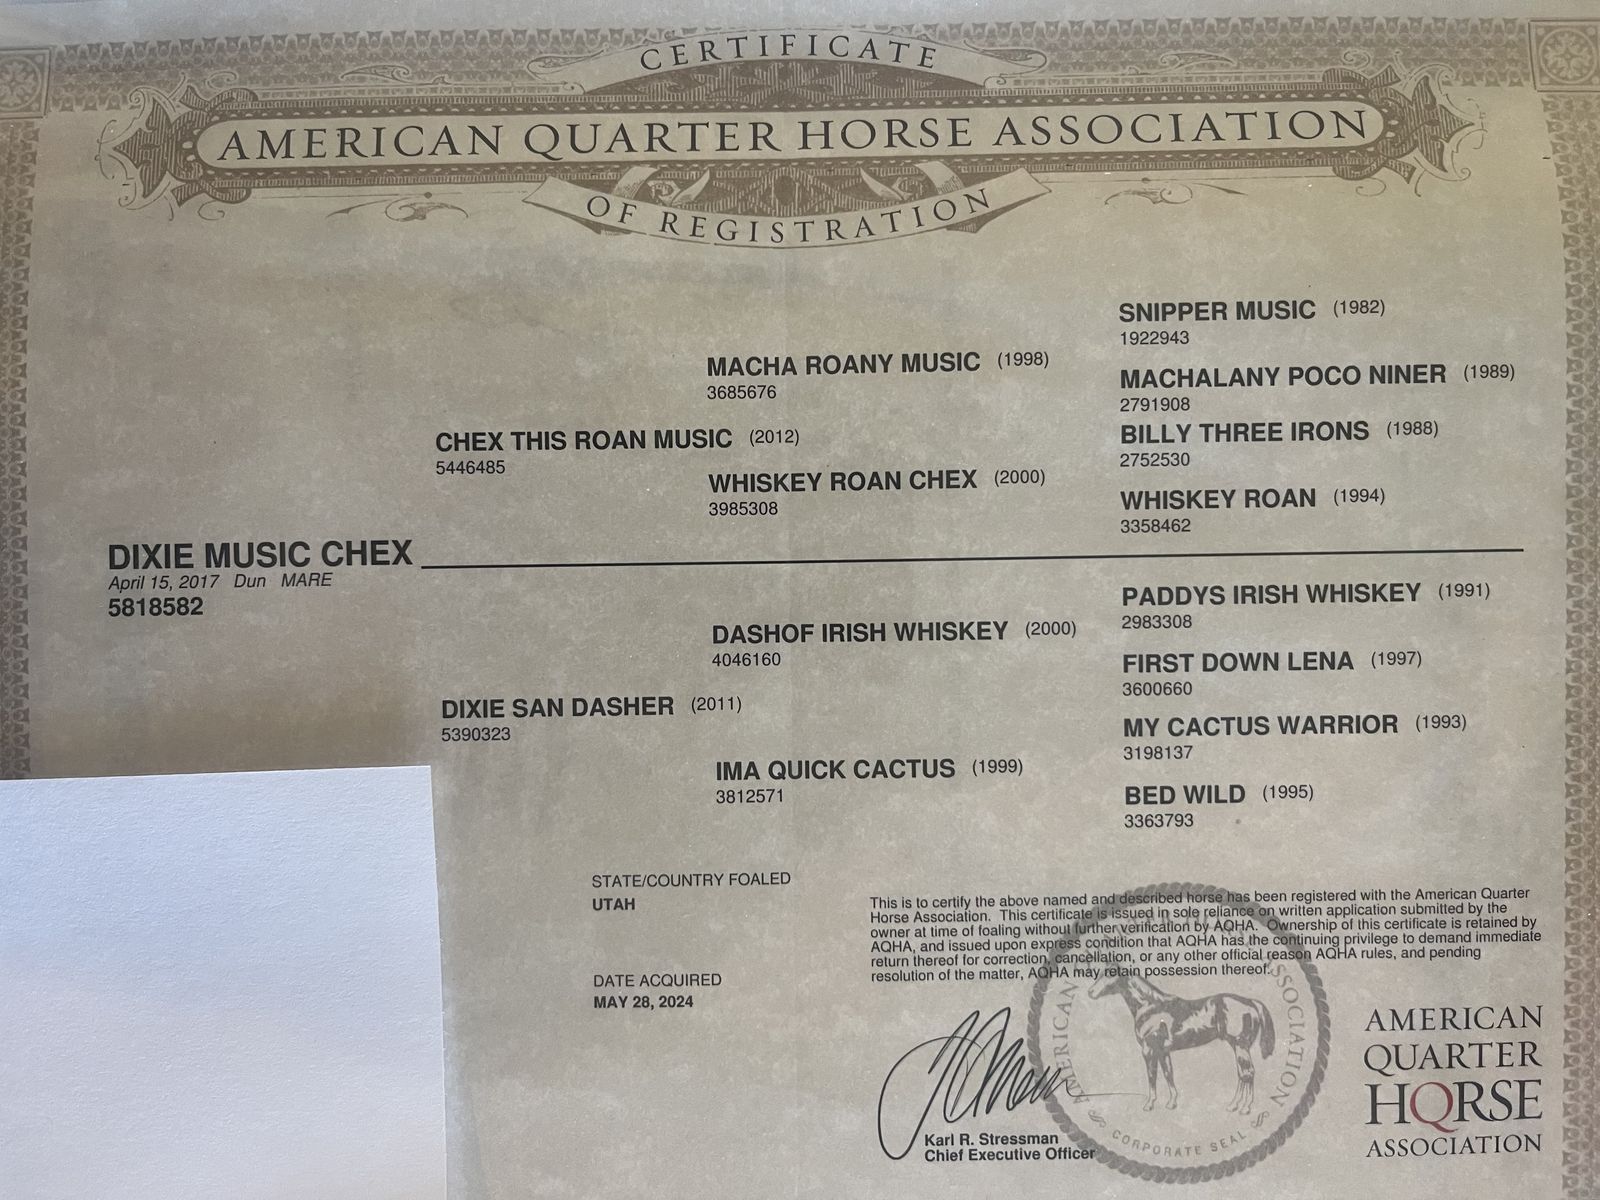 CERTIFICATE
AMERICAN QUARTER HORSE ASSOCIATION
OF REGISTRATION
SNIPPER MUSIC (1982)
1922943
MACHA ROANY MUSIC (1998)
3685676
MACHALANY POCO NINER (1989)
2791908
CHEX THIS ROAN MUSIC (2012)
5446485
BILLY THREE IRONS (1988)
2752530
WHISKEY ROAN CHEX (2000)
3985308
WHISKEY ROAN (1994)
3358462
DIXIE MUSIC CHEX
April 15, 2017 Dun MARE
5818582
PADDYS IRISH WHISKEY (1991)
2983308
DASHOF IRISH WHISKEY (2000)
4046160
FIRST DOWN LENA (1997)
3600660
DIXIE SAN DASHER (2011)
5390323
MY CACTUS WARRIOR (1993)
3198137
IMA QUICK CACTUS (1999)
3812571
BED WILD (1995)
3363793
STATE/COUNTRY FOALED
UTAH
DATE ACQUIRED
MAY 28, 2024
This is to certify the above named and described horse has been registered with the American Quarter
Horse Association. This certificate is issued in sole reliance on written application submitted by the
owner at time of foaling without further verification by AQHA. Ownership of this certificate is retained by
AQHA, and issued upon express condition that AQHA has the continuing privilege to demand immediate
return thereof for correction, cancellation, or any other official reason AQHA rules, and pending
resolution of the matter, AQHA may retain possession thereof.
Karl R. Stressman
Chief Executive Officer
AMERICAN QUARTER HORSE ASSOCIATION
CORPORATE SEAL
AMERICAN
QUARTER
HORSE
ASSOCIATION